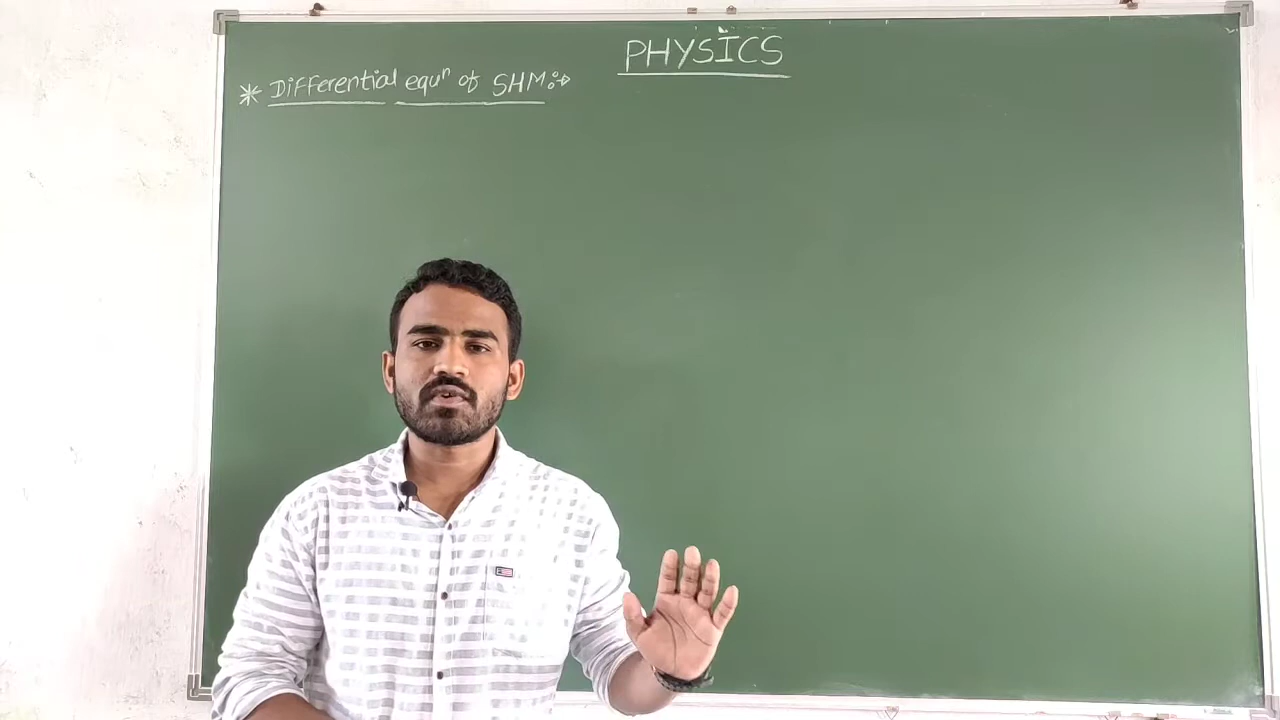 PHYSICS
* Differential equⁿ of SHM :→